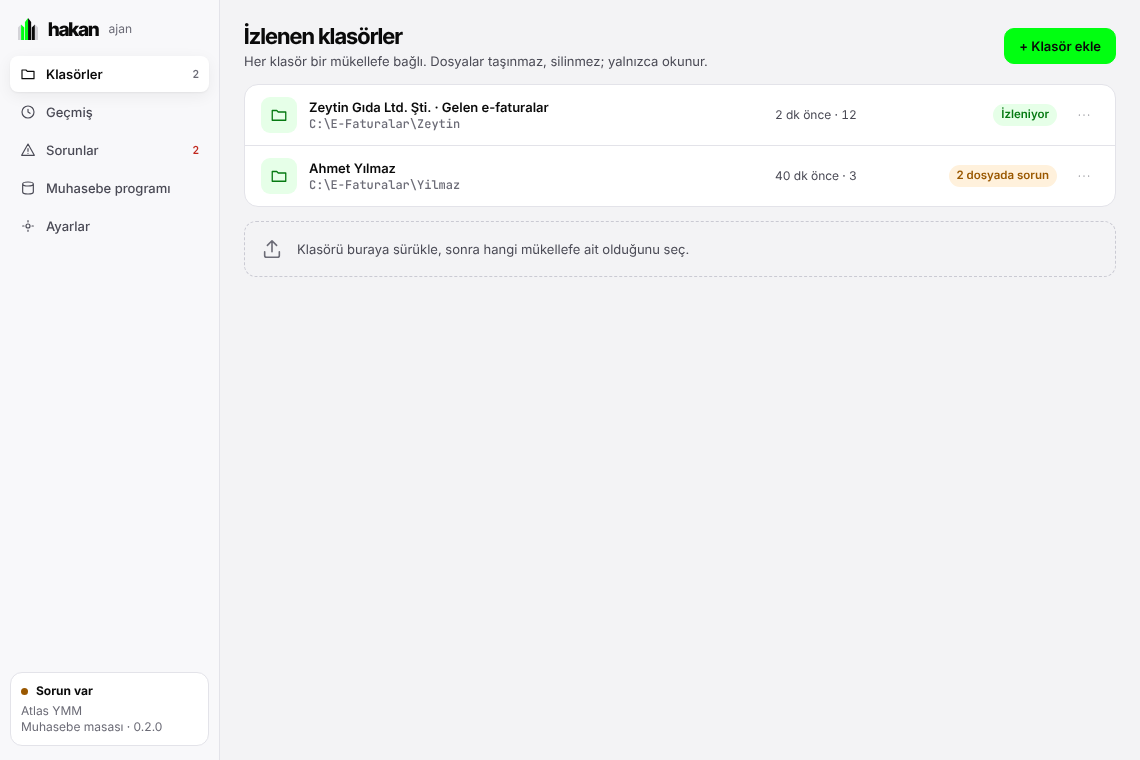 hakan ajan
Klasörler 2
Geçmiş
Sorunlar 2
Muhasebe programı
Ayarlar
Sorun var
Atlas YMM
Muhasebe masası · 0.2.0
İzlenen klasörler
Her klasör bir mükellefe bağlı. Dosyalar taşınmaz, silinmez; yalnızca okunur.
+ Klasör ekle
Zeytin Gıda Ltd. Şti. · Gelen e-faturalar
C:\E-Faturalar\Zeytin
2 dk önce · 12
İzleniyor
···
Ahmet Yılmaz
C:\E-Faturalar\Yilmaz
40 dk önce · 3
2 dosyada sorun
···
Klasörü buraya sürükle, sonra hangi mükellefe ait olduğunu seç.